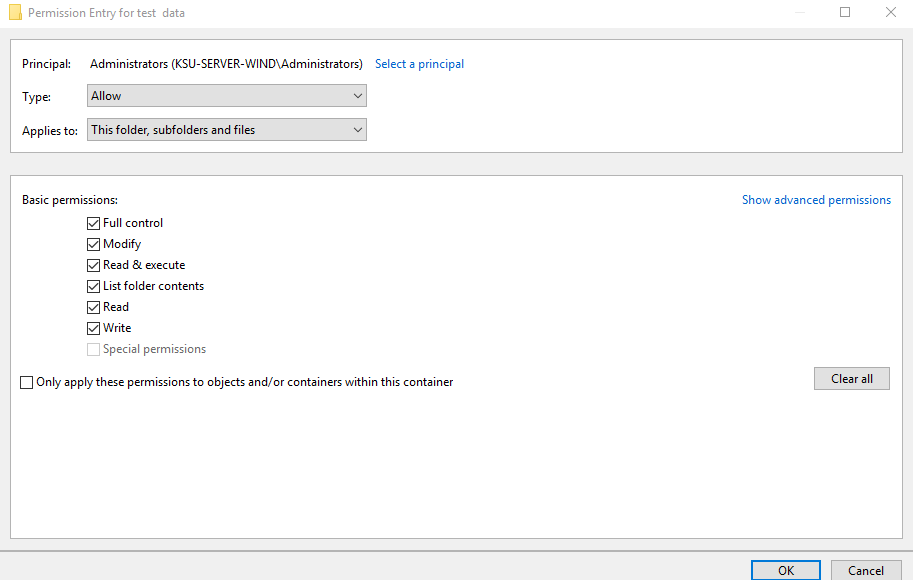 Permission Entry for test  data
Principal: Administrators (KSU-SERVER-WIND\Administrators) Select a principal
Type: Allow
Applies to: This folder, subfolders and files
Basic permissions: Show advanced permissions
Full control
Modify
Read & execute
List folder contents
Read
Write
Special permissions
Only apply these permissions to objects and/or containers within this container
Clear all
OK Cancel